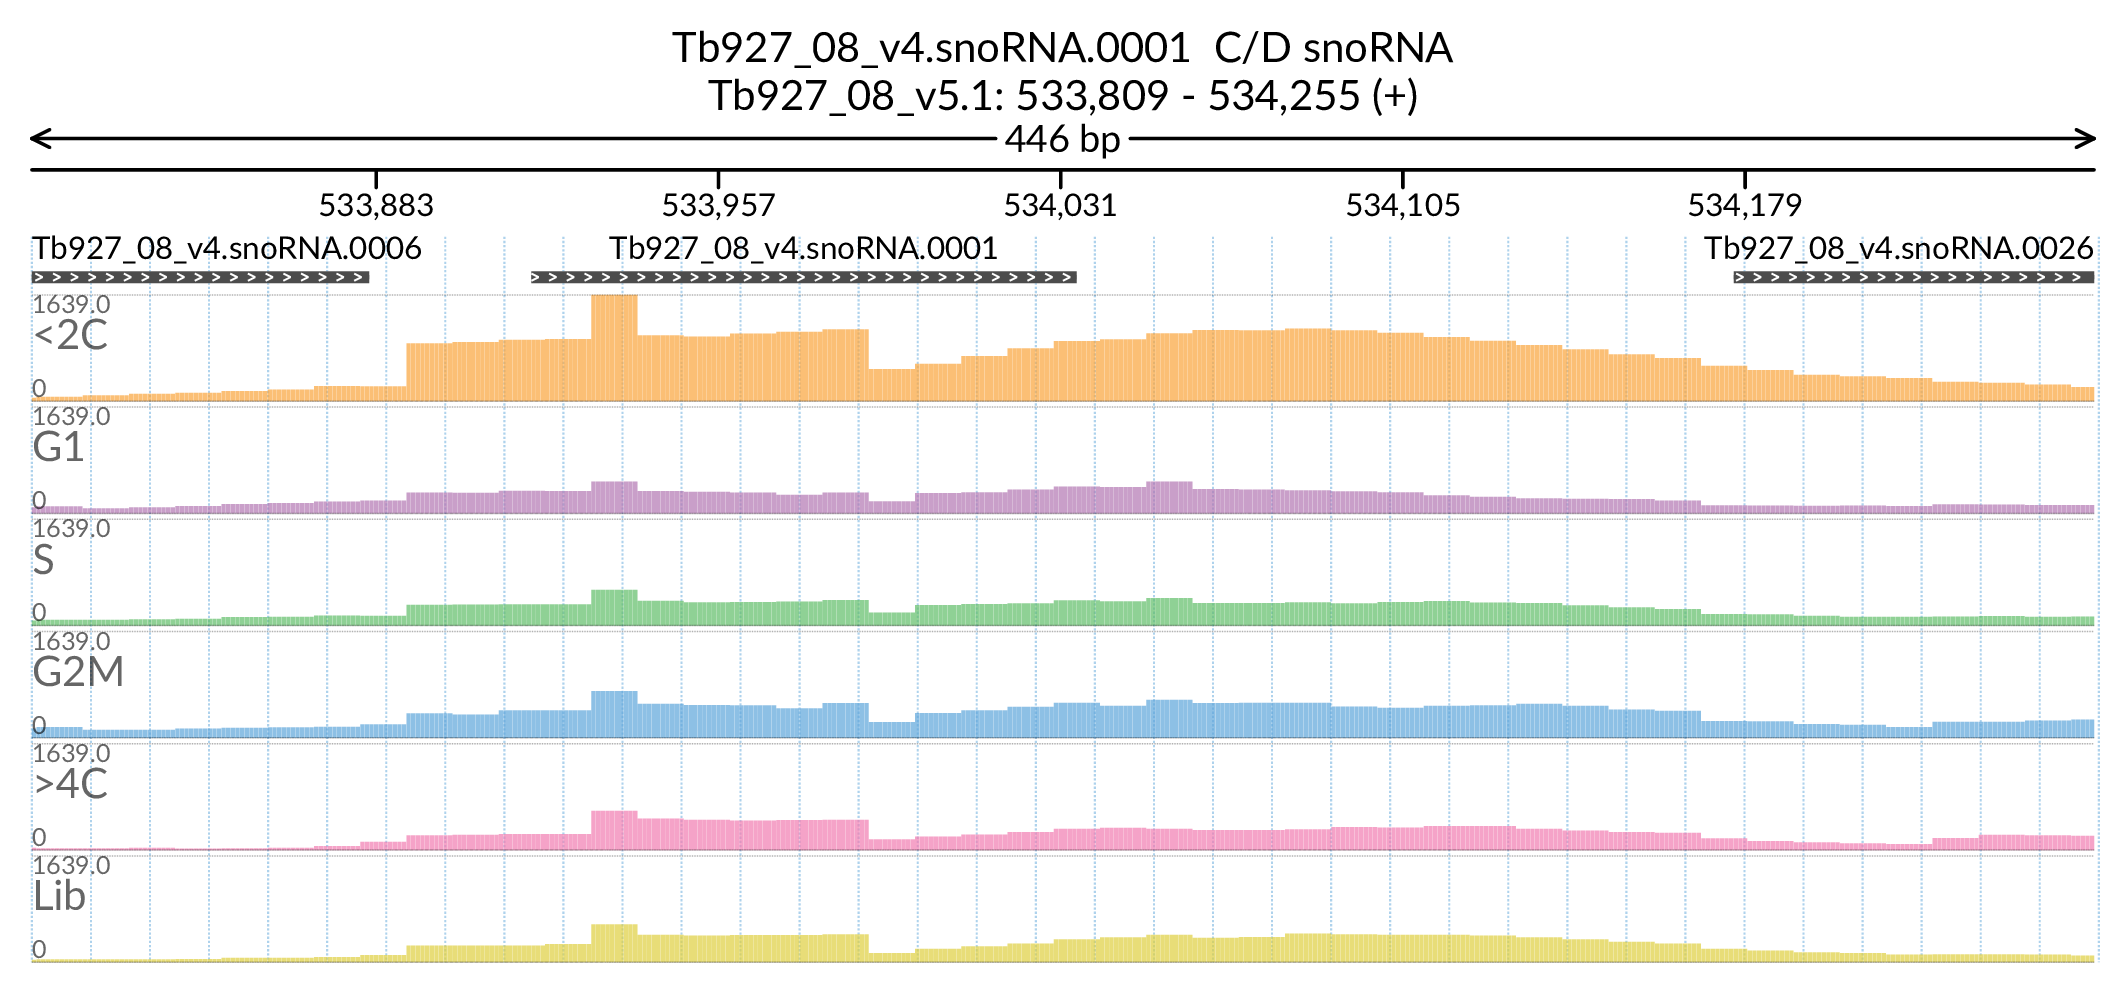 Tb927_08_v4.snoRNA.0001  C/D snoRNA
Tb927_08_v5.1: 533,809 - 534,255 (+)
446 bp
533,883 533,957 534,031 534,105 534,179
Tb927_08_v4.snoRNA.0006 Tb927_08_v4.snoRNA.0001 Tb927_08_v4.snoRNA.0026
1639.0
<2C
0
1639.0
G1
0
1639.0
S
0
1639.0
G2M
0
1639.0
>4C
0
1639.0
Lib
0